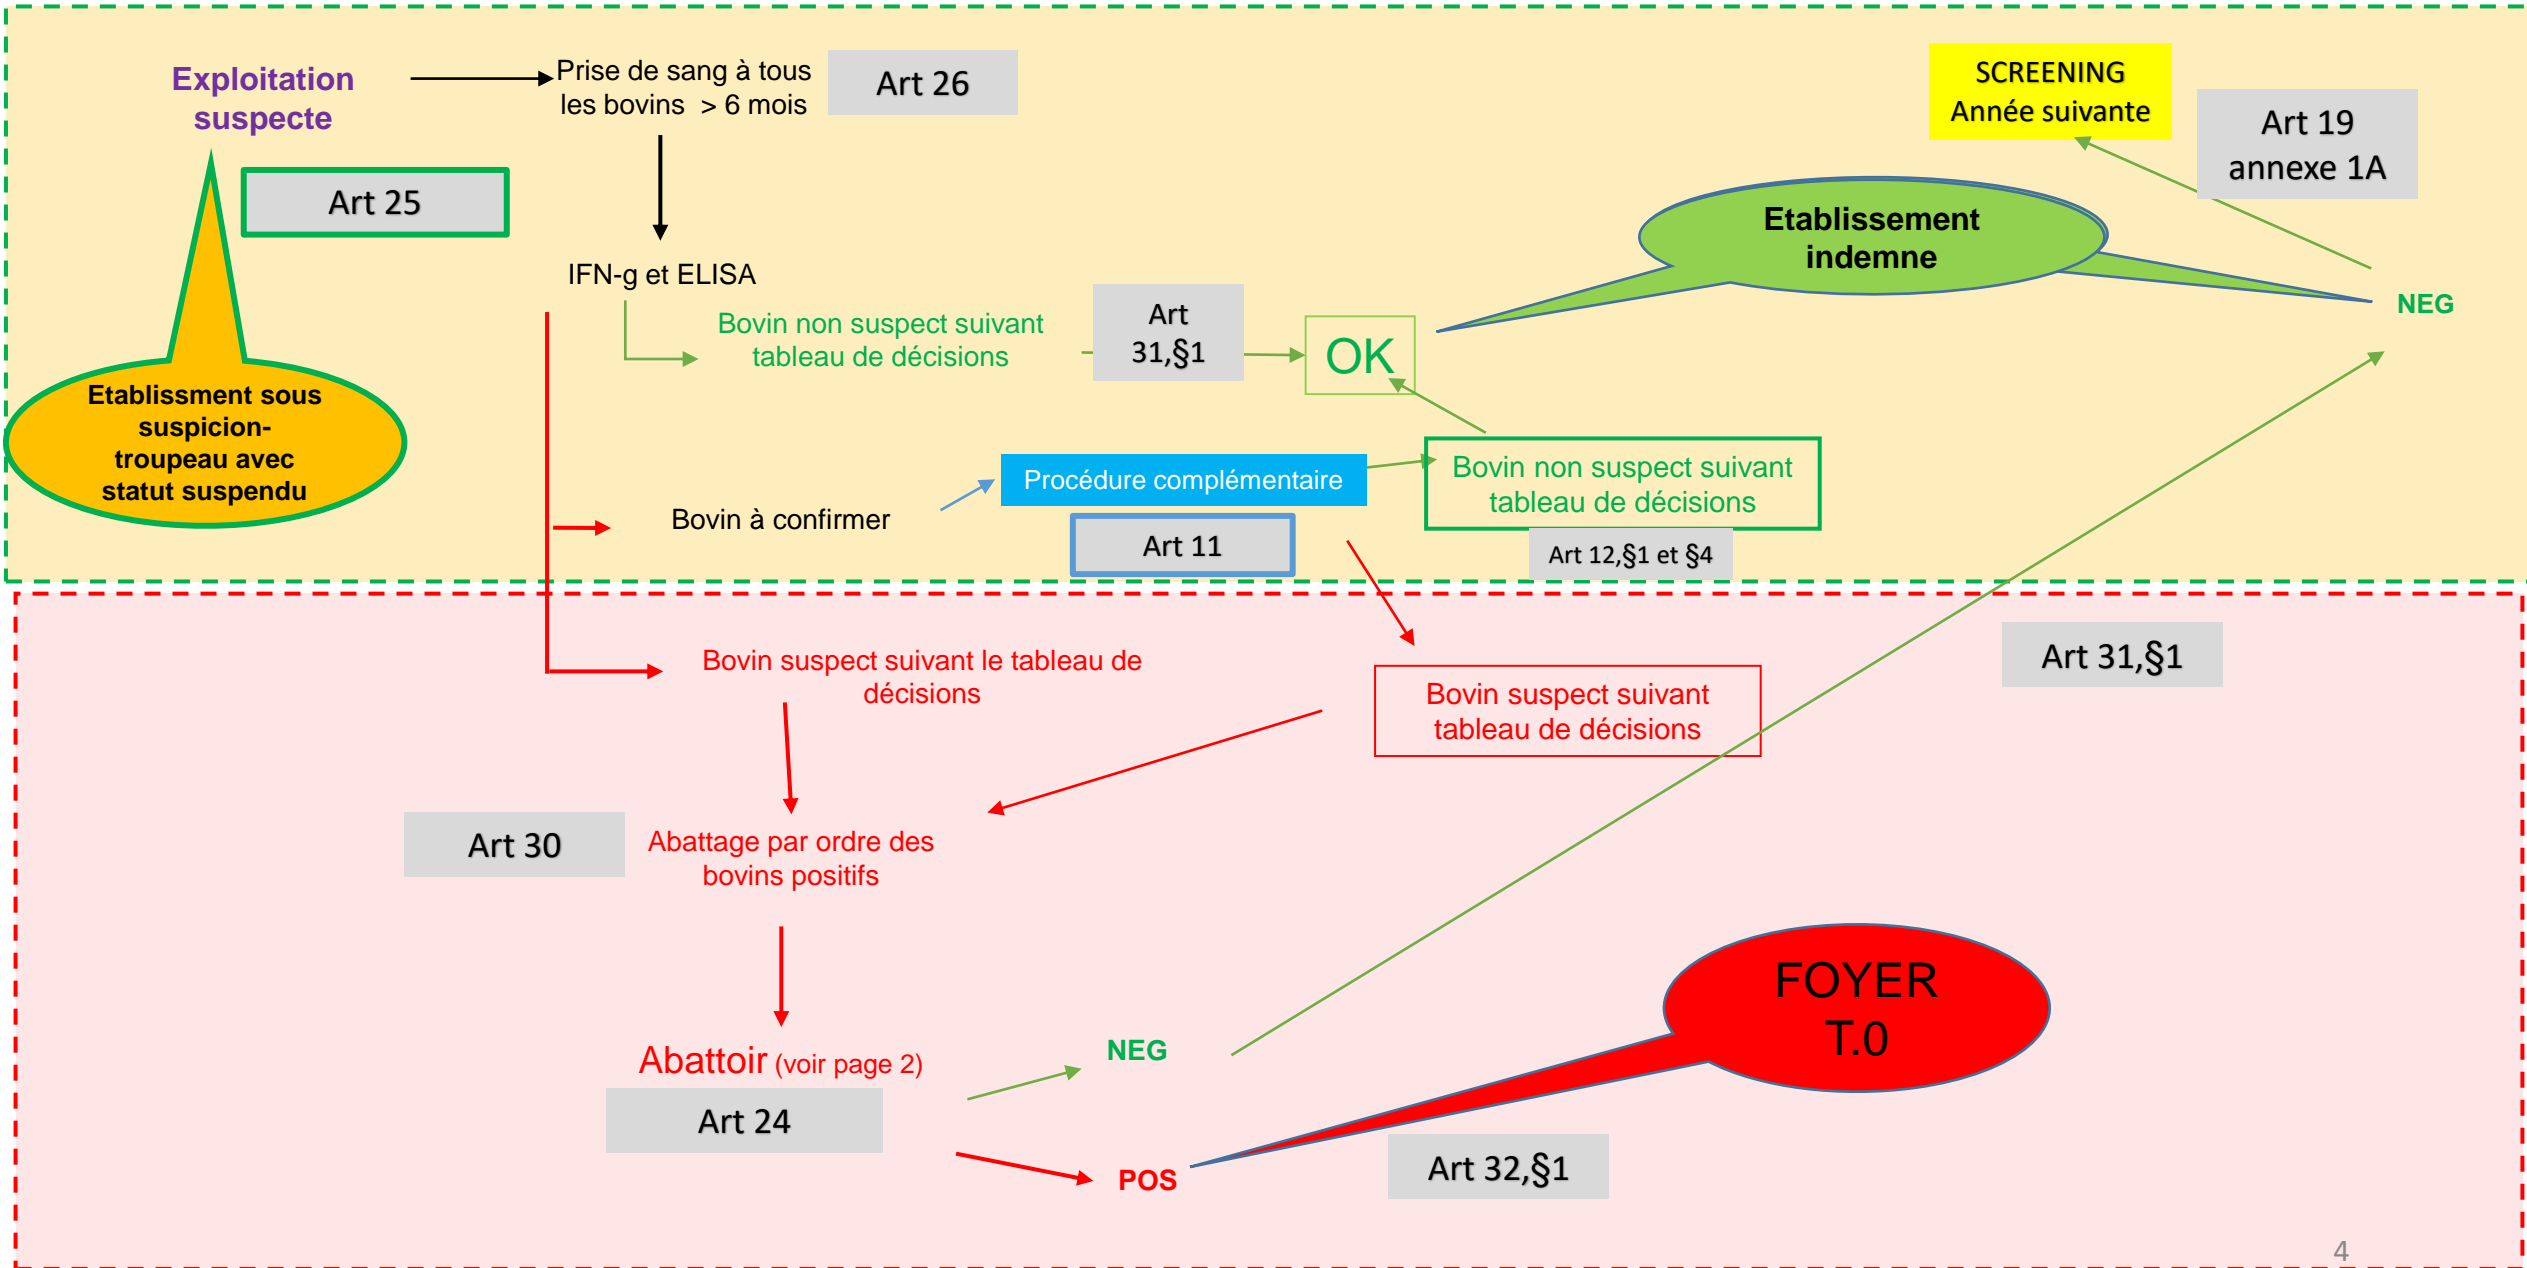 Exploitation
suspecte
Prise de sang à tous
les bovins > 6 mois
Art 26
SCREENING
Année suivante
Art 19
annexe 1A
Art 25
Etablissement
indemne
IFN-g et ELISA
NEG
Bovin non suspect suivant
tableau de décisions
Art
31,§1
OK
Etablissment sous
suspicion-
troupeau avec
statut suspendu
Procédure complémentaire
Bovin non suspect suivant
tableau de décisions
Bovin à confirmer
Art 11
Art 12,§1 et §4
Bovin suspect suivant le tableau de
décisions
Art 31,§1
Bovin suspect suivant
tableau de décisions
Art 30
Abattage par ordre des
bovins positifs
FOYER
T.0
Abattoir (voir page 2)
NEG
Art 24
POS
Art 32,§1
4